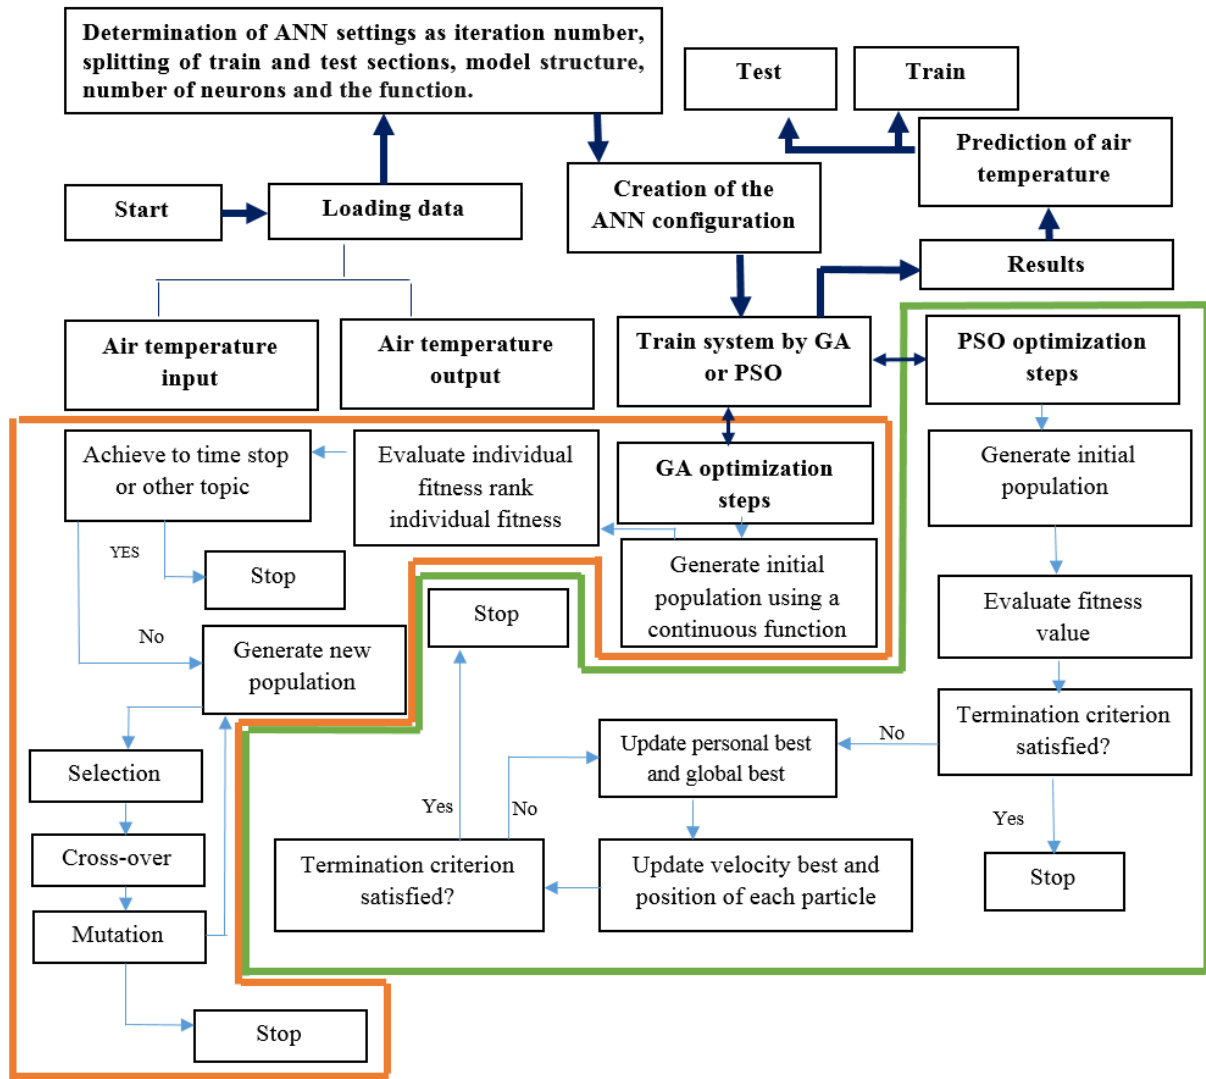 Determination of ANN settings as iteration number,
splitting of train and test sections, model structure,
number of neurons and the function.
Test
Train
Prediction of air
temperature
Start
Loading data
Creation of the
ANN configuration
Results
Air temperature
input
Air temperature
output
Train system by GA
or PSO
PSO optimization
steps
Achieve to time stop
or other topic
Evaluate individual
fitness rank
individual fitness
GA optimization
steps
Generate initial
population
YES
Stop
Generate initial
population using a
continuous function
Stop
Evaluate fitness
value
No
Generate new
population
Termination criterion
satisfied?
No
Update personal best
and global best
Selection
Yes
No
Yes
Cross-over
Termination criterion
satisfied?
Update velocity best and
position of each particle
Stop
Mutation
Stop